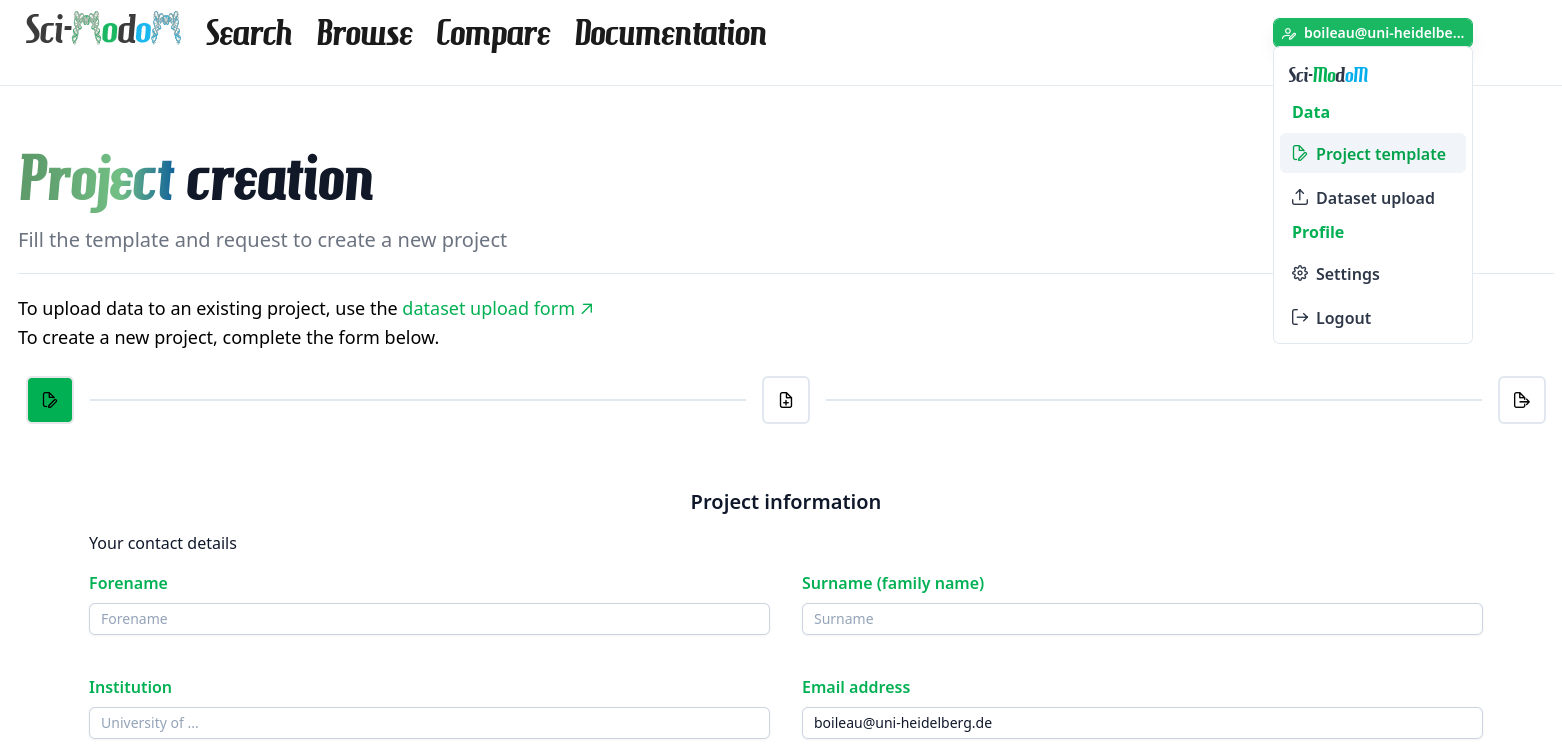 Sci-ModoM Search Browse Compare Documentation
boileau@uni-heidelbe...
Sci-ModoM
Data
Project template
Dataset upload
Profile
Settings
Logout
Project creation
Fill the template and request to create a new project
To upload data to an existing project, use the dataset upload form
To create a new project, complete the form below.
Project information
Your contact details
Forename
Surname (family name)
Forename
Surname
Institution
Email address
University of ...
boileau@uni-heidelberg.de